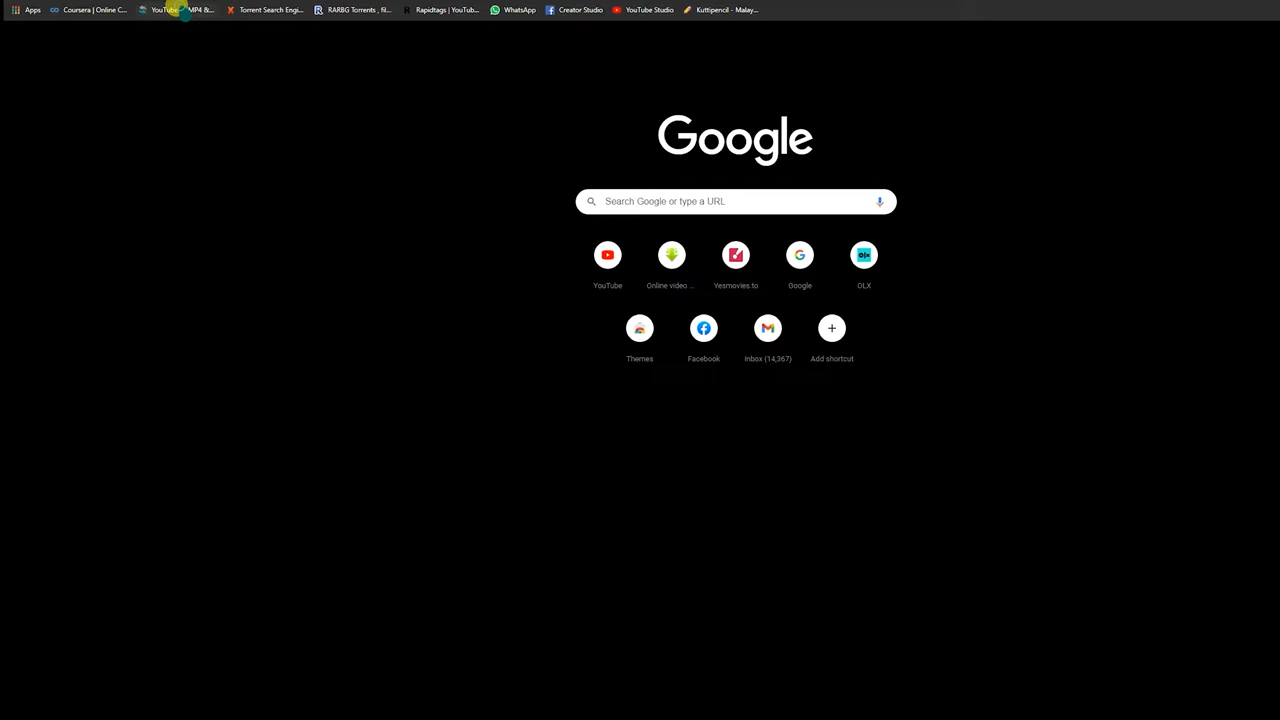 Apps Coursera | Online C... YouTube MP4 &... Torrent Search Engi... RARBG Torrents , fil... Rapidtags | YouTub... WhatsApp Creator Studio YouTube Studio Kuttipencil - Malay...
Google
Search Google or type a URL
YouTube Online video ... Yesmovies.to Google OLX
Themes Facebook Inbox (14,367) Add shortcut